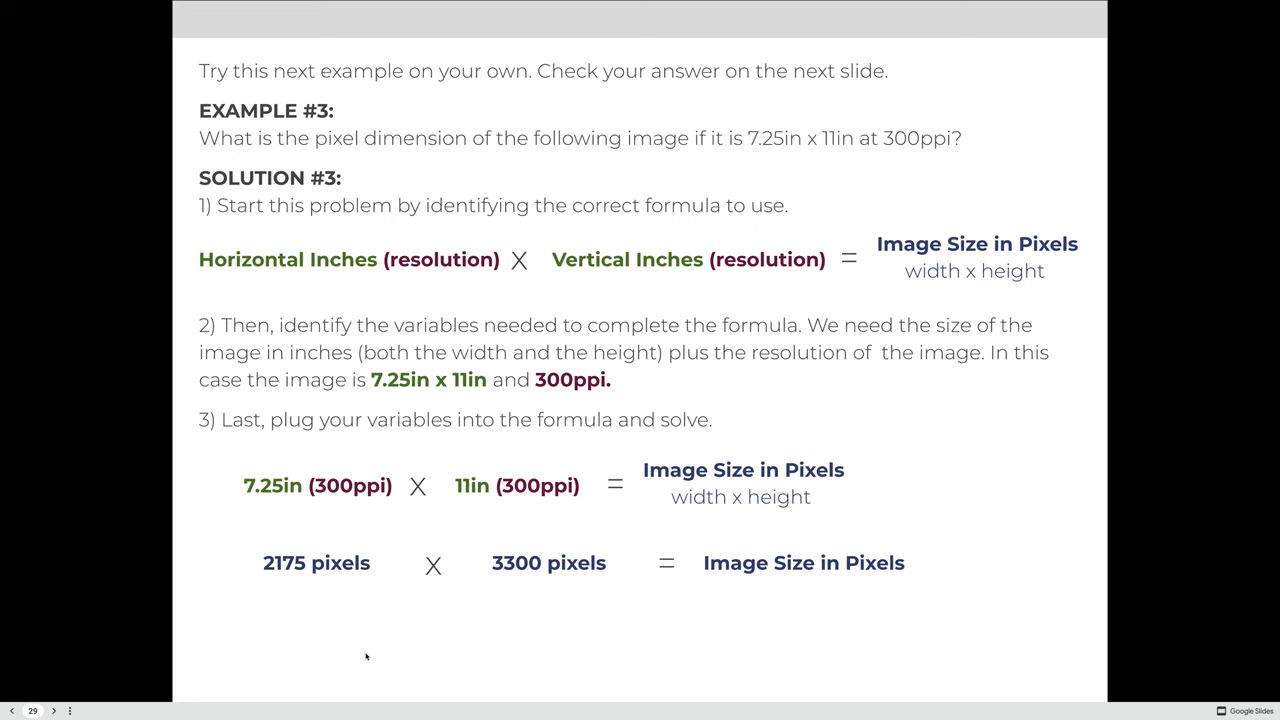 Try this next example on your own. Check your answer on the next slide.
EXAMPLE #3:
What is the pixel dimension of the following image if it is 7.25in x 11in at 300ppi?
SOLUTION #3:
1) Start this problem by identifying the correct formula to use.
Horizontal Inches (resolution) X Vertical Inches (resolution) = Image Size in Pixels
width x height
2) Then, identify the variables needed to complete the formula. We need the size of the
image in inches (both the width and the height) plus the resolution of the image. In this
case the image is 7.25in x 11in and 300ppi.
3) Last, plug your variables into the formula and solve.
7.25in (300ppi) X 11in (300ppi) = Image Size in Pixels
width x height
2175 pixels X 3300 pixels = Image Size in Pixels
29
Google Slides